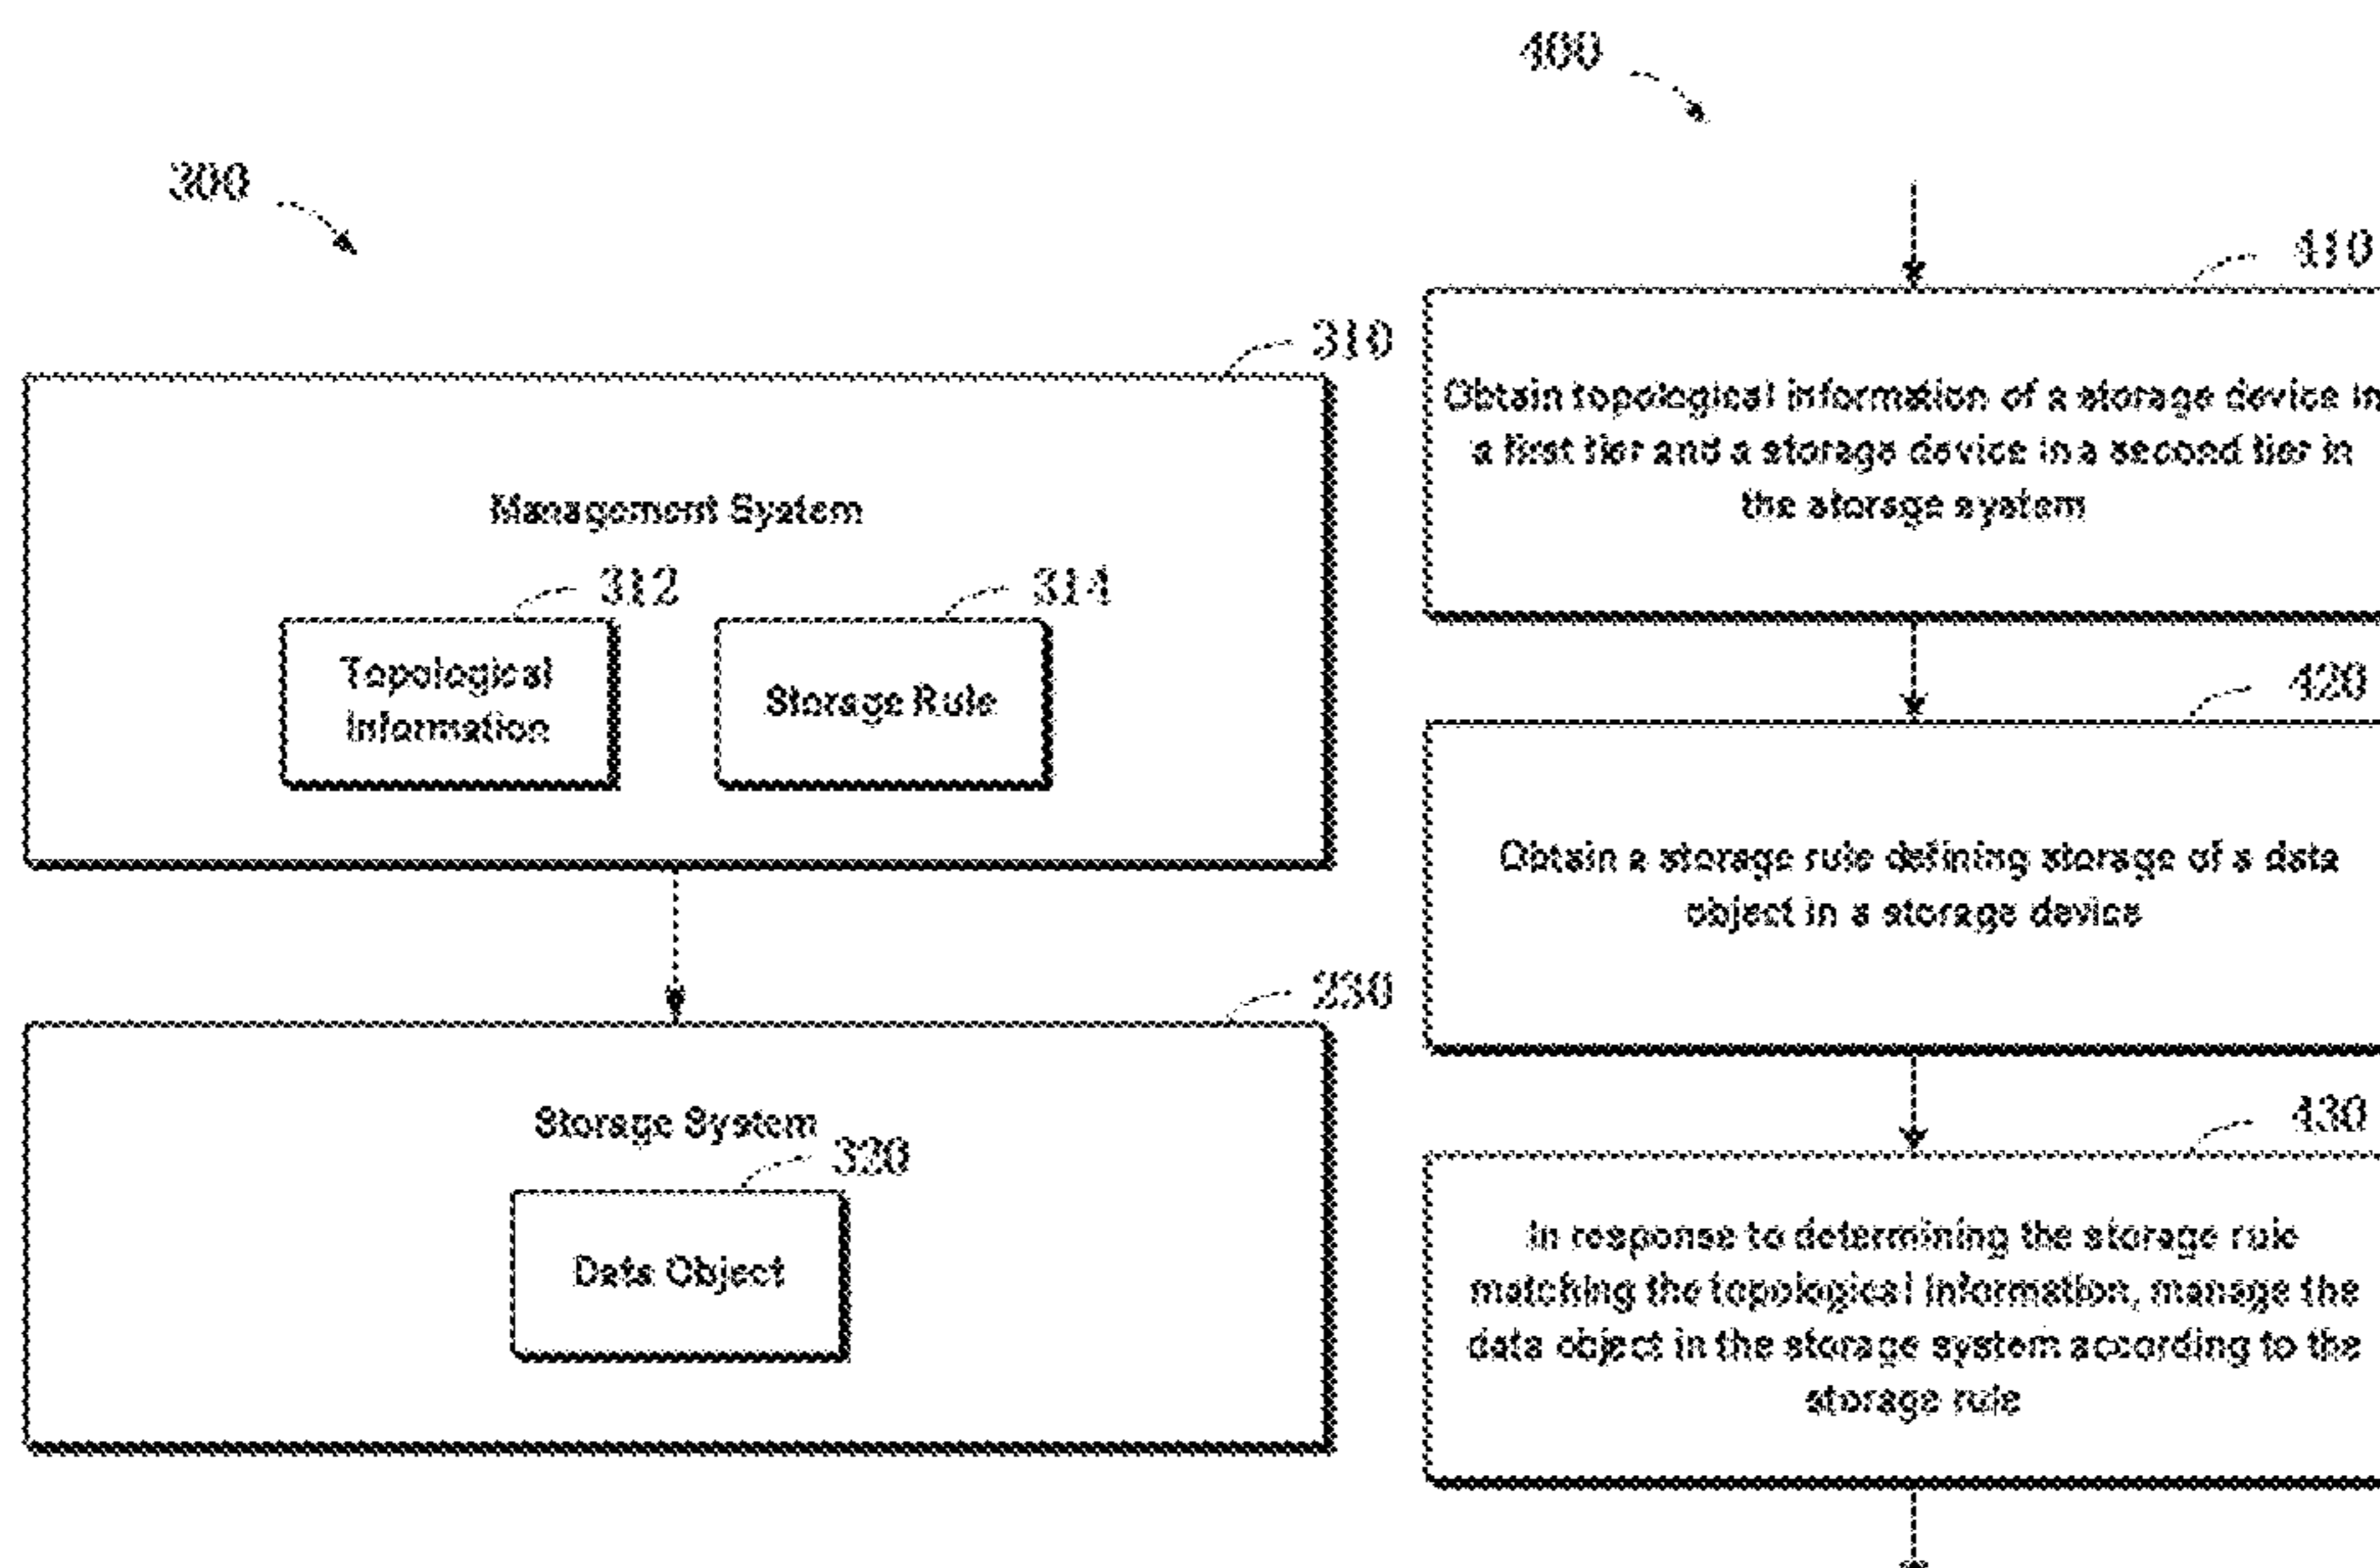 300
310
Management System
312
314
Topological
Information
Storage Rule
230
Storage System
320
Data Object
400
410
Obtain topological information of a storage device in
a first tier and a storage device in a second tier in
the storage system
420
Obtain a storage rule defining storage of a data
object in a storage device
430
In response to determining the storage rule
matching the topological information, manage the
data object in the storage system according to the
storage rule